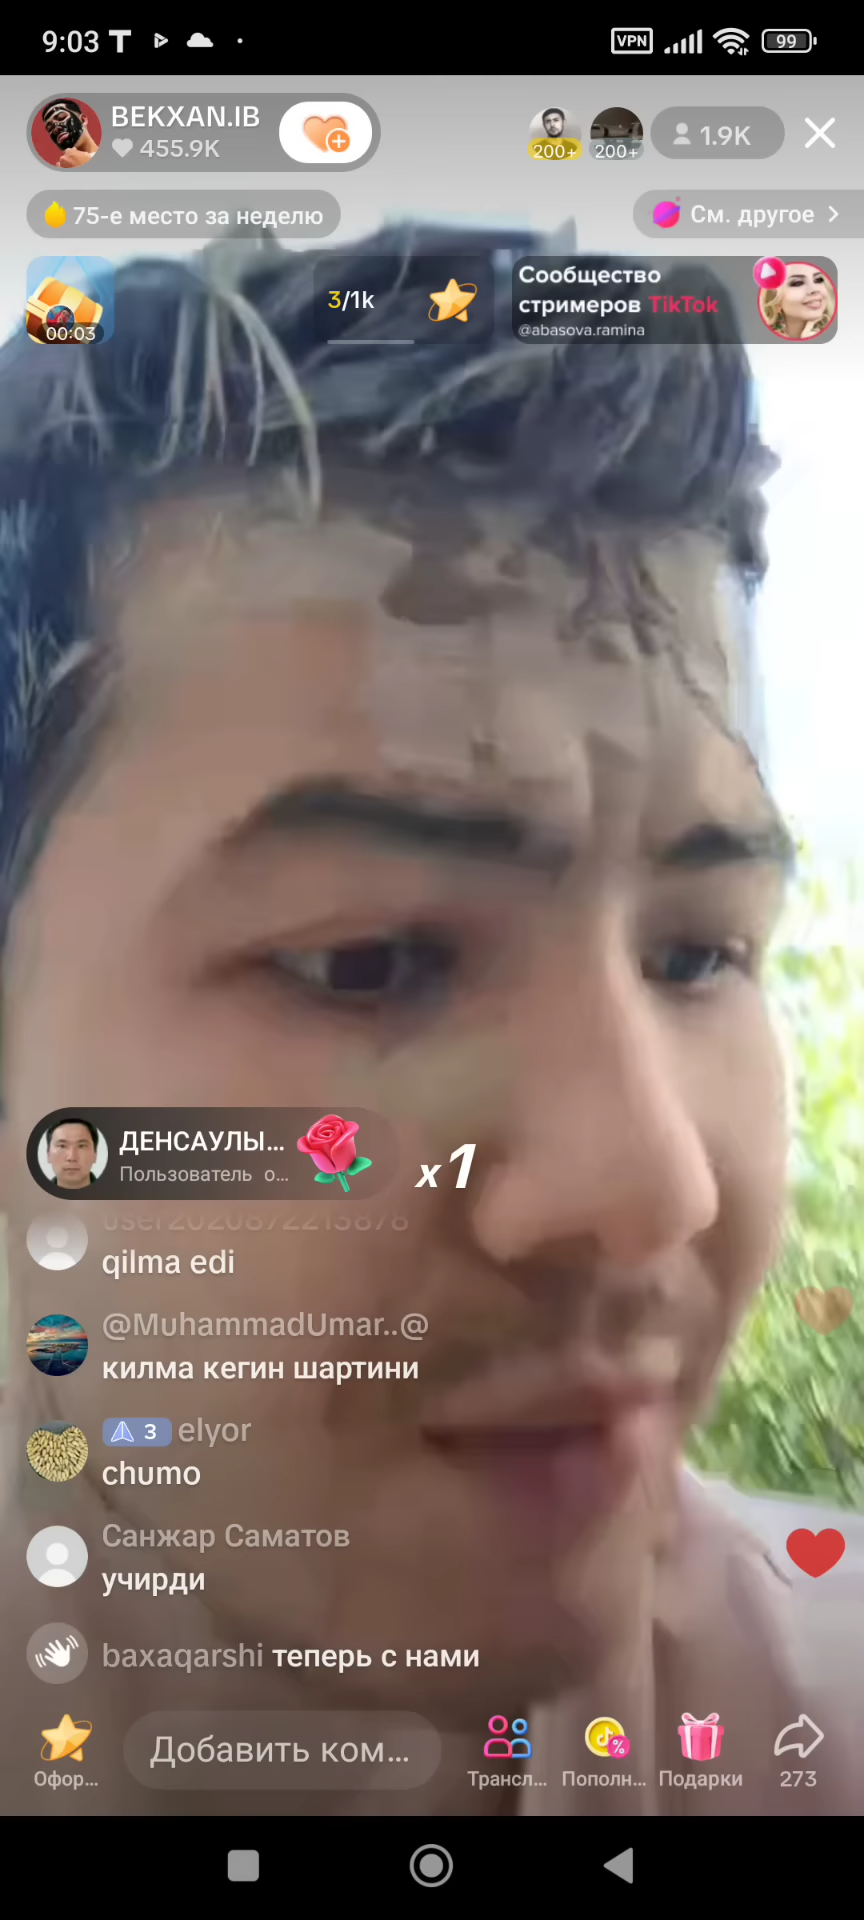 9:03
VPN
99
BEKXAN.IB
455.9K
200+
200+
1.9K
75-е место за неделю
См. другое
00:03
3/1k
Сообщество
стримеров TikTok
@abasova.ramina
ДЕНСАУЛЫ...
Пользователь о...
x1
user2020872213878
qilma edi
@MuhammadUmar..@
килма кегин шартини
3 elyor
chumo
Санжар Саматов
учирди
baxaqarshi теперь с нами
Офор...
Добавить ком...
Трансл...
Пополн...
Подарки
273